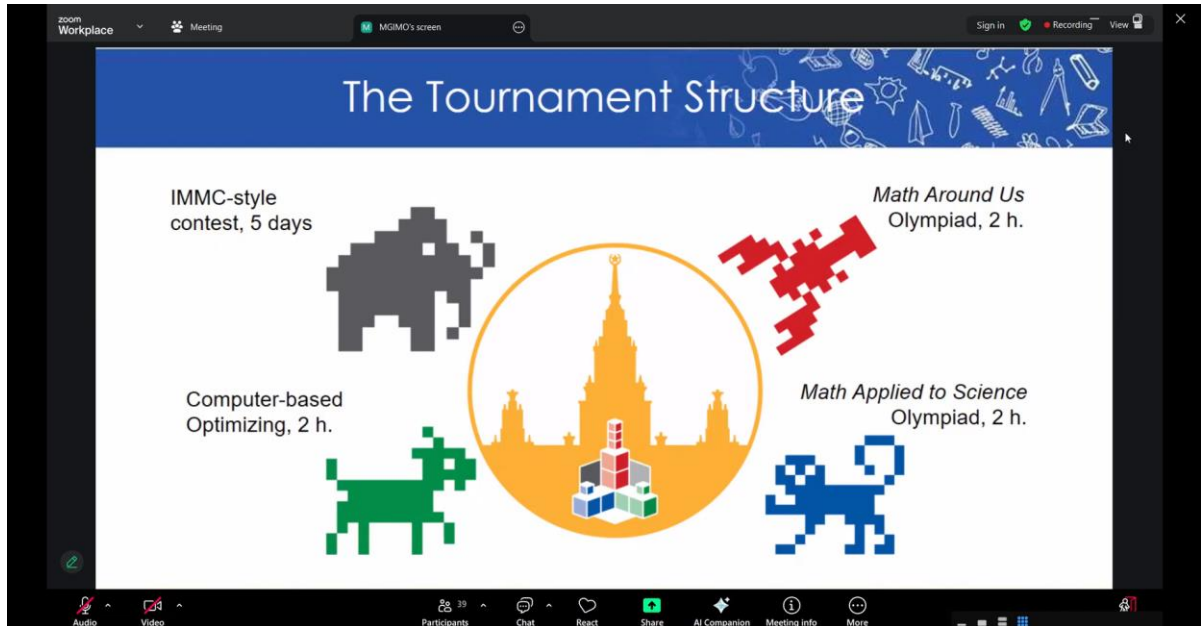 zoom
Workplace
Meeting
M MGIMO's screen
Sign in
Recording
View
The Tournament Structure
IMMC-style
contest, 5 days
Math Around Us
Olympiad, 2 h.
Computer-based
Optimizing, 2 h.
Math Applied to Science
Olympiad, 2 h.
Audio
Video
39
Participants
Chat
React
Share
AI Companion
Meeting info
More